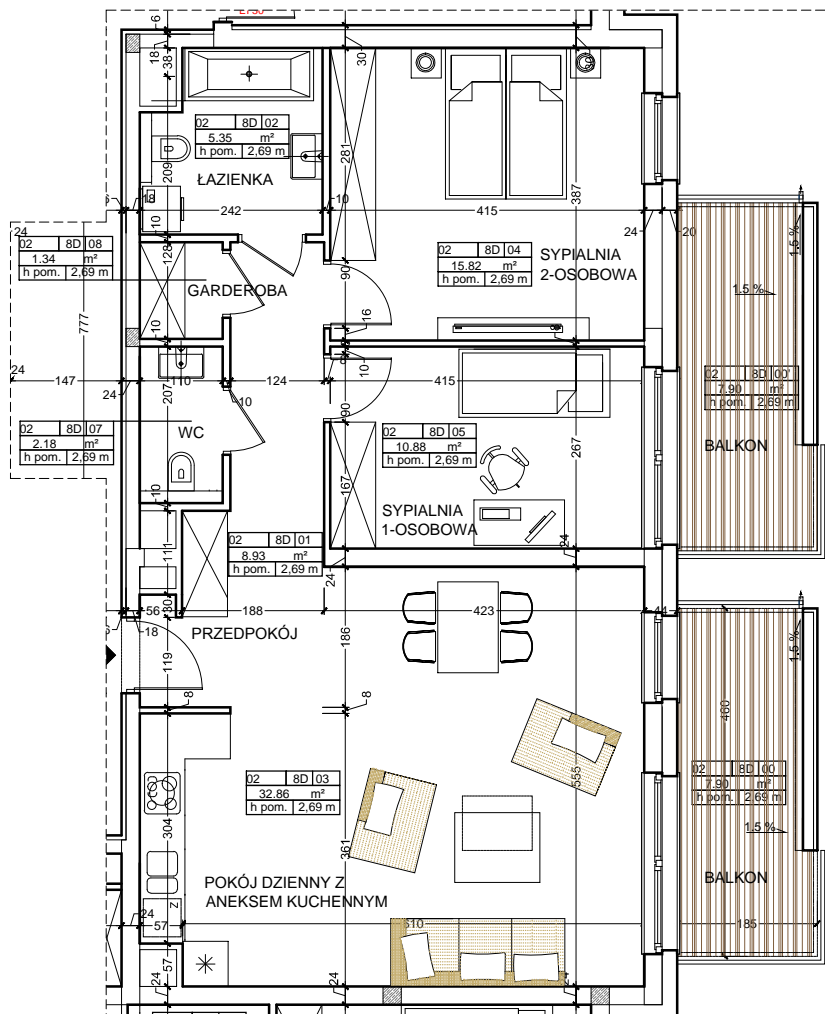 6
18
38
30
30
02 8D 02
5.35 m²
h pom. 2,69 m
ŁAZIENKA
209
281
387
18
10
242
10
415
24
20
1.5 %
24
02 8D 08
1.34 m²
h pom. 2,69 m
10
128
GARDEROBA
90
02 8D 04
15.82 m²
h pom. 2,69 m
SYPIALNIA
2-OSOBOWA
1.5 %
777
10
16
24
147
24
110
124
10
10
415
02 8D 00'
7.90 m²
h pom. 2,69 m
207
90
02 8D 07
2.18 m²
h pom. 2,69 m
WC
02 8D 05
10.88 m²
h pom. 2,69 m
267
BALKON
10
167
SYPIALNIA
1-OSOBOWA
111
02 8D 01
8.93 m²
h pom. 2,69 m
24
24
30
56
188
423
44
18
PRZEDPOKÓJ
186
119
1.5 %
8
8
480
02 8D 03
32.86 m²
h pom. 2,69 m
555
02 8D 00
7.90 m²
h pom. 2,69 m
304
361
1.5 %
POKÓJ DZIENNY Z
ANEKSEM KUCHENNYM
BALKON
Z
24
57
610
185
57
24
24
24